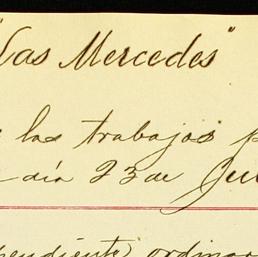 "Las Mercedes"
los trabajos
día 23 de